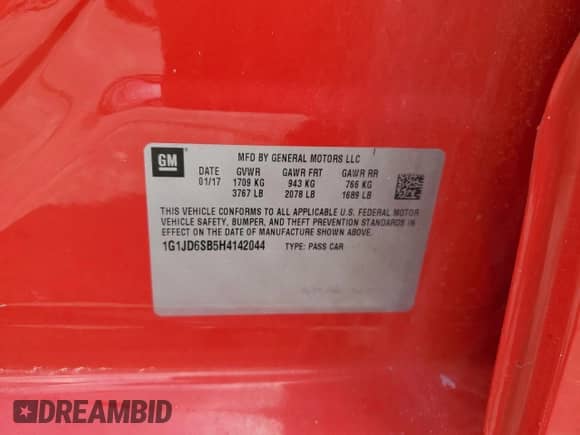 GM
MFD BY GENERAL MOTORS LLC
DATE GVWR GAWR FRT GAWR RR
01/17 1709 KG 943 KG 766 KG
3767 LB 2078 LB 1689 LB
THIS VEHICLE CONFORMS TO ALL APPLICABLE U.S. FEDERAL MOTOR
VEHICLE SAFETY, BUMPER, AND THEFT PREVENTION STANDARDS IN
EFFECT ON THE DATE OF MANUFACTURE SHOWN ABOVE.
1G1JD6SB5H4142044 TYPE: PASS CAR
DREAMBID